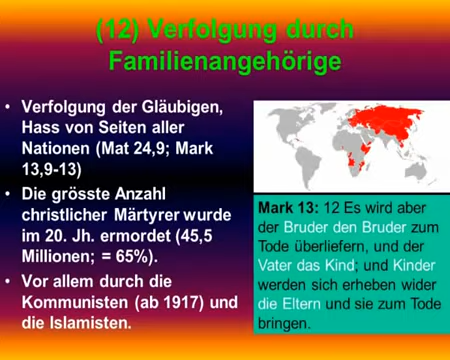 (12) Verfolgung durch
Familienangehörige
• Verfolgung der Gläubigen,
Hass von Seiten aller
Nationen (Mat 24,9; Mark
13,9-13)
• Die grösste Anzahl
christlicher Märtyrer wurde
im 20. Jh. ermordet (45,5
Millionen; = 65%).
• Vor allem durch die
Kommunisten (ab 1917) und
die Islamisten.
Mark 13: 12 Es wird aber
der Bruder den Bruder zum
Tode überliefern, und der
Vater das Kind; und Kinder
werden sich erheben wider
die Eltern und sie zum Tode
bringen.